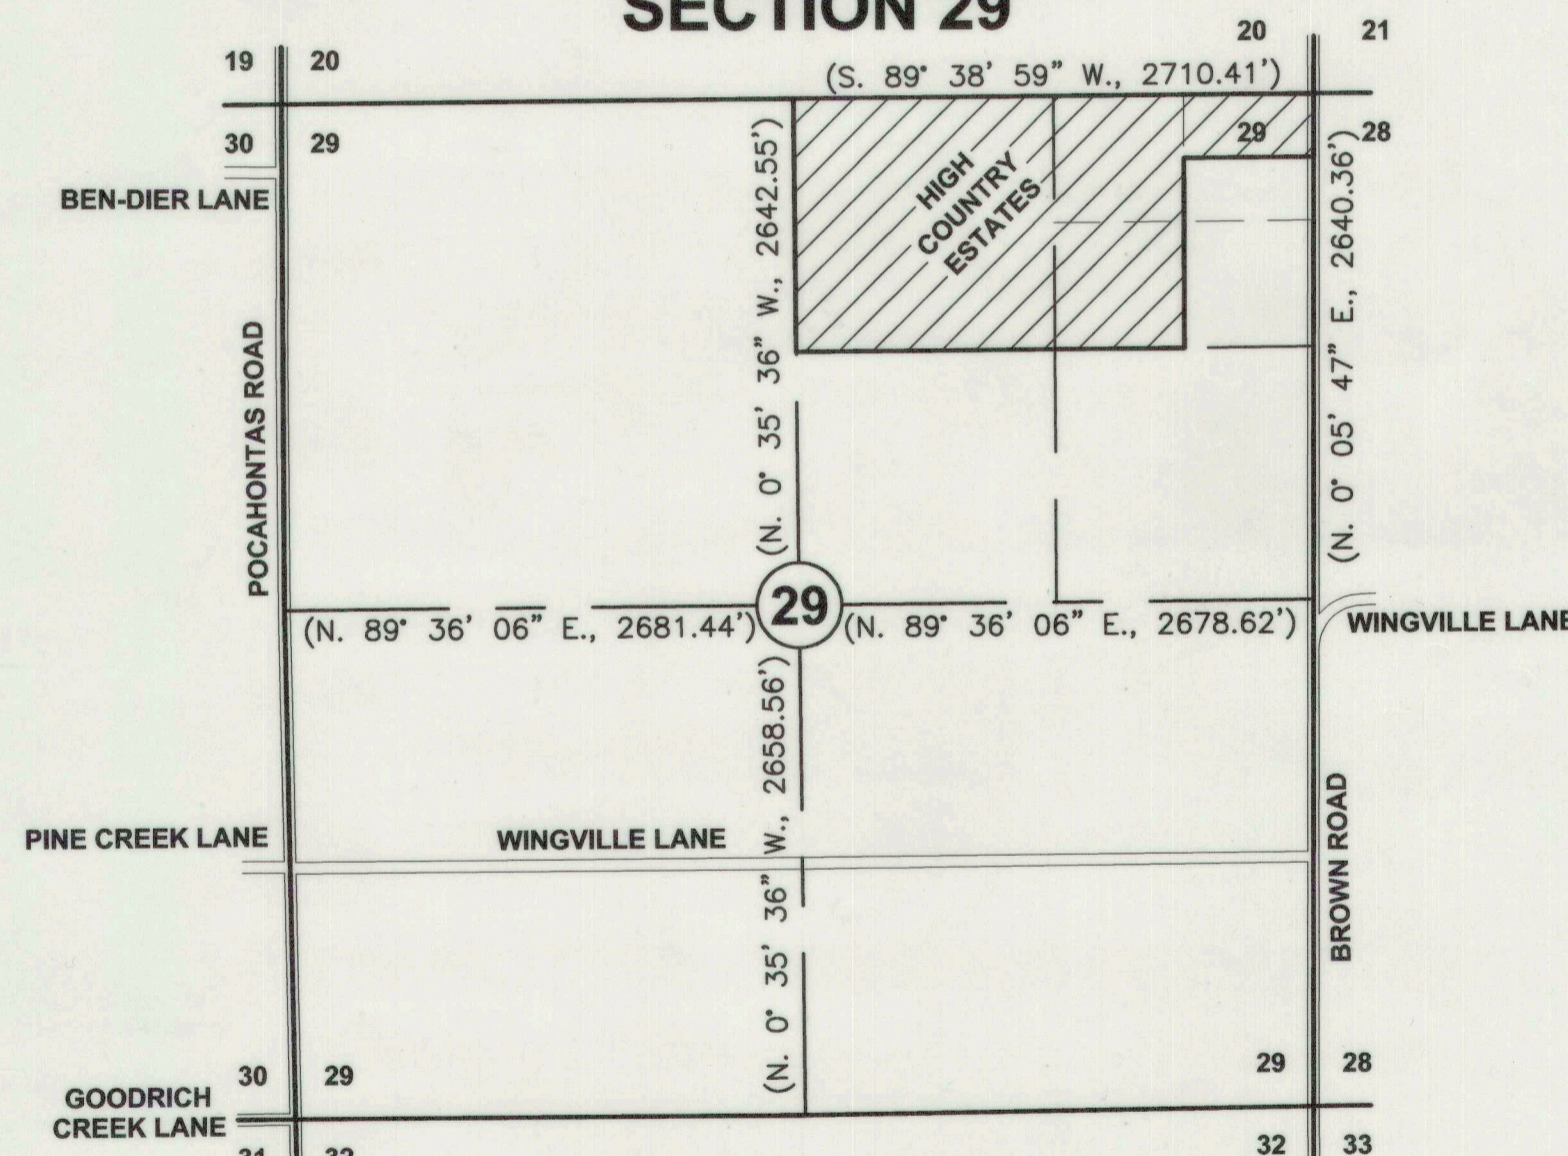 SECTION 29
19
20
20
21
(S. 89° 38' 59" W., 2710.41')
30
29
29
28
BEN-DIER LANE
(N. 0° 35' 36" W., 2642.55')
HIGH
COUNTRY
ESTATES
(N. 0° 05' 47" E., 2640.36')
POCAHONTAS ROAD
29
(N. 89° 36' 06" E., 2681.44')
(N. 89° 36' 06" E., 2678.62')
WINGVILLE LANE
(N. 0° 35' 36" W., 2658.56')
PINE CREEK LANE
WINGVILLE LANE
BROWN ROAD
30
29
29
28
GOODRICH
CREEK LANE
31
32
32
33